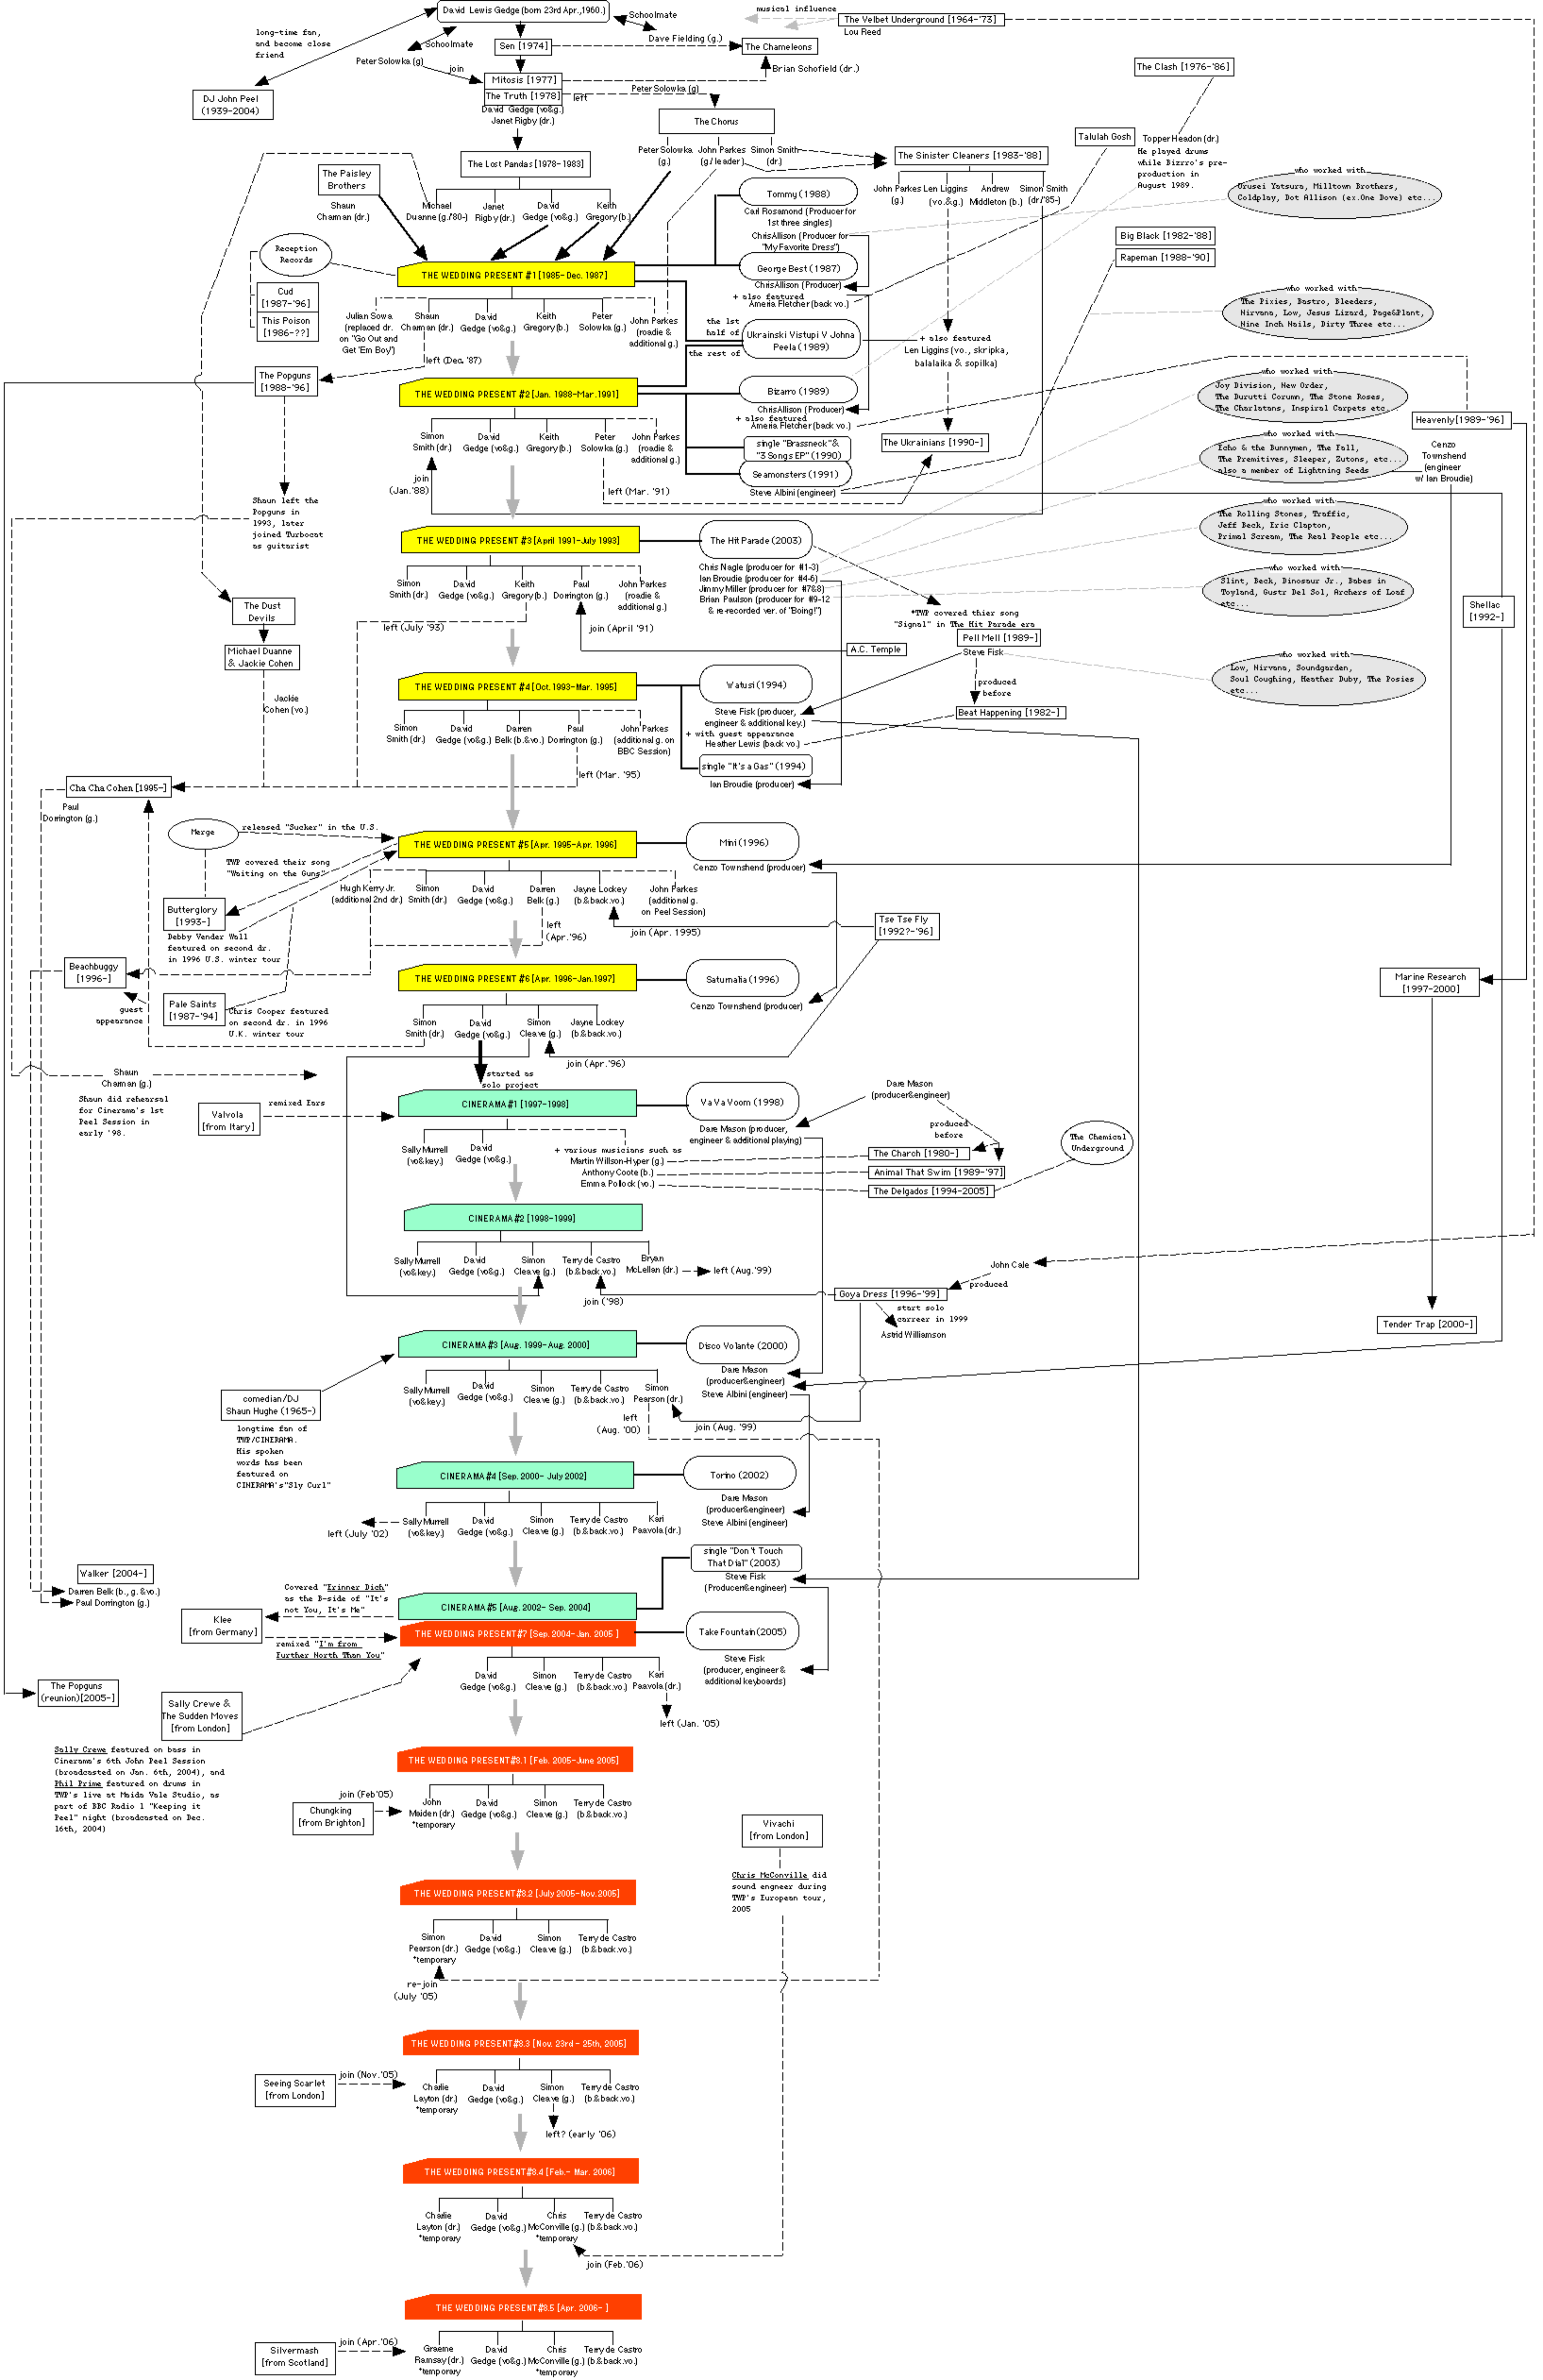 David Lewis Gedge (born 23rd Apr.,1960.)
Schoolmate
musical influence
The Velbet Underground [1964-'73]
Lou Reed
long-time fan,
and become close
friend
Schoolmate
Peter Solowka (g)
join
Sen [1974]
Dave Fielding (g.)
The Chameleons
Brian Schofield (dr.)
The Clash [1976-'86]
DJ John Peel
(1939-2004)
Mitosis [1977]
The Truth [1978]
David Gedge (vo&g.)
Janet Rigby (dr.)
left
Peter Solowka (g)
The Chorus
Peter Solowka
(g.)
John Parkes
(g./leader)
Simon Smith
(dr.)
Talulah Gosh
Topper Headon (dr.)
He played drums
while Bizrro's pre-
production in
August 1989.
The Lost Pandas [1978-1983]
The Sinister Cleaners [1983-'88]
John Parkes
(g.)
Len Liggins
(vo.&g.)
Andrew
Middleton (b.)
Simon Smith
(dr./'85-)
The Paisley
Brothers
Shaun
Charman (dr.)
Michael
Duanne (g./'80-)
Janet
Rigby (dr.)
David
Gedge (vo&g.)
Keith
Gregory (b.)
Tommy (1988)
Carl Rosamond (Producer for
1st three singles)
Chris Allison (Producer for
"My Favorite Dress")
who worked with
Urusei Yatsura, Milltown Brothers,
Coldplay, Dot Allison (ex.One Dove) etc...
Big Black [1982-'88]
Rapeman [1988-'90]
Reception
Records
THE WEDDING PRESENT #1 [1985- Dec. 1987]
George Best (1987)
Chris Allison (Producer)
+ also featured
Ameria Fletcher (back vo.)
Cud
[1987-'96]
This Poison
[1986-??]
Julian Sowa
(replaced dr.
on "Go Out and
Get 'Em Boy")
Shaun
Charman (dr.)
David
Gedge (vo&g.)
Keith
Gregory (b.)
Peter
Solowka (g.)
John Parkes
(roadie &
additional g.)
left (Dec. '87)
the 1st
half of
the rest of
Ukrainski Vistupi V Johna
Peela (1989)
+ also featured
Len Liggins (vo., skripka,
balalaika & sopilka)
who worked with
The Pixies, Bastro, Bleeders,
Nirvana, Low, Jesus Lizard, Page&Plant,
Nine Inch Nails, Dirty Three etc...
The Popguns
[1988-'96]
THE WEDDING PRESENT #2 [Jan. 1988-Mar.1991]
Bizarro (1989)
Chris Allison (Producer)
+ also featured
Ameria Fletcher (back vo.)
who worked with
Joy Division, New Order,
The Durutti Corumn, The Stone Roses,
The Charlatans, Inspiral Carpets etc
Heavenly[1989-'96]
Simon
Smith (dr.)
David
Gedge (vo&g.)
Keith
Gregory (b.)
Peter
Solowka (g.)
John Parkes
(roadie &
additional g.)
single "Brassneck"&
"3 Songs EP" (1990)
Seamonsters (1991)
Steve Albini (engineer)
The Ukrainians [1990-]
who worked with
Echo & the Bunnymen, The Fall,
The Premitives, Sleeper, Zutons, etc...
also a member of Lightning Seeds
Cenzo
Townshend
(engineer
w/ Ian Broudie)
join
(Jan.'88)
left (Mar. '91)
Shaun left the
Popguns in
1993, later
joined Turbocat
as guitarist
THE WEDDING PRESENT #3 [April 1991-July 1993]
The Hit Parade (2003)
Chris Nagle (producer for #1-3)
Ian Broudie (producer for #4-6)
Jimmy Miller (producer for #7&8)
Brian Paulson (producer for #9-12
& re-recorded ver. of "Boing!")
who worked with
The Rolling Stones, Traffic,
Jeff Beck, Eric Clapton,
Primal Scream, The Real People etc...
who worked with
Slint, Beck, Dinosaur Jr., Babes in
Toyland, Gustr Del Sol, Archers of Loaf
etc...
Simon
Smith (dr.)
David
Gedge (vo&g.)
Keith
Gregory (b.)
Paul
Dorrington (g.)
John Parkes
(roadie &
additional g.)
The Dust
Devils
left (July '93)
join (April '91)
*TWP covered thier song
"Signal" in The Hit Parade era
Pell Mell [1989-]
Steve Fisk
Shellac
[1992-]
Michael Duanne
& Jackie Cohen
A.C. Temple
produced
before
who worked with
Low, Nirvana, Soundgarden,
Soul Coughing, Heather Duby, The Posies
etc...
Jackie
Cohen (vo.)
THE WEDDING PRESENT #4 [Oct. 1993-Mar. 1995]
Watusi (1994)
Steve Fisk (producer,
engineer & additional key.)
+ with guest appearance
Heather Lewis (back vo.)
Beat Happening [1982-]
Simon
Smith (dr.)
David
Gedge (vo&g.)
Darren
Belk (b.&vo.)
Paul
Dorrington (g.)
John Parkes
(additional g. on
BBC Session)
single "It's a Gas" (1994)
Ian Broudie (producer)
left (Mar. '95)
Cha Cha Cohen [1995-]
Paul
Dorrington (g.)
Merge
released "Sucker" in the U.S.
THE WEDDING PRESENT #5 [Apr. 1995-Apr. 1996]
Mini (1996)
Cenzo Townshend (producer)
TWP covered their song
"Waiting on the Guns"
Hugh Kerry Jr.
(additional 2nd dr.)
Simon
Smith (dr.)
David
Gedge (vo&g.)
Darren
Belk (g.)
Jayne Lockey
(b.&back vo.)
John Parkes
(additional g.
on Peel Session)
Butterglory
[1993-]
Debby Vander Wall
featured on second dr.
in 1996 U.S. winter tour
left
(Apr.'96)
join (Apr. 1995)
Tse Tse Fly
[1992?-'96]
Beachbuggy
[1996-]
guest
appearance
Pale Saints
[1987-'94]
Chris Cooper featured
on second dr. in 1996
U.K. winter tour
THE WEDDING PRESENT #6 [Apr. 1996-Jan.1997]
Saturnalia (1996)
Cenzo Townshend (producer)
Marine Research
[1997-2000]
Simon
Smith (dr.)
David
Gedge (vo&g.)
Simon
Cleave (g.)
Jayne Lockey
(b.&back.vo.)
join (Apr.'96)
started as
solo project
Shaun
Charman (g.)
Shaun did rehearsal
for Cinerama's 1st
Peel Session in
early '98.
Valvola
[from Itary]
remixed Ears
CINERAMA #1 [1997-1998]
Va Va Voom (1998)
Dare Mason (producer,
engineer & additional playing)
Dare Mason
(producer&engineer)
produced
before
Sally Murrell
(vo&key.)
David
Gedge (vo&g.)
+ various musicians such as
Martin Willson-Hyper (g.)
Anthony Coote (b.)
Emma Pollock (vo.)
The Charch [1980-]
Animal That Swim [1989-'97]
The Delgados [1994-2005]
The Chemical
Underground
CINERAMA #2 [1998-1999]
Sally Murrell
(vo&key.)
David
Gedge (vo&g.)
Simon
Cleave (g.)
Terry de Castro
(b.&back.vo.)
Bryan
McLellan (dr.)
left (Aug.'99)
join ('98)
John Cale
produced
Goya Dress [1996-'99]
start solo
carreer in 1999
Astrid Williamson
Tender Trap [2000-]
CINERAMA #3 [Aug. 1999-Aug. 2000]
Disco Volante (2000)
Dare Mason
(producer&engineer)
Steve Albini (engineer)
comedian/DJ
Shaun Hughe (1965-)
longtime fan of
TWP/CINERAMA.
His spoken
words has been
featured on
CINERAMA's"Sly Curl"
Sally Murrell
(vo&key.)
David
Gedge (vo&g.)
Simon
Cleave (g.)
Terry de Castro
(b.&back.vo.)
Simon
Pearson (dr.)
left
(Aug. '00)
join (Aug. '99)
CINERAMA #4 [Sep. 2000- July 2002]
Torino (2002)
Dare Mason
(producer&engineer)
Steve Albini (engineer)
left (July '02)
Sally Murrell
(vo&key.)
David
Gedge (vo&g.)
Simon
Cleave (g.)
Terry de Castro
(b.&back.vo.)
Kari
Paavola (dr.)
single "Don't Touch
That Dial" (2003)
Steve Fisk
(Producer&engineer)
Walker [2004-]
Darren Belk (b., g. &vo.)
Paul Dorrington (g.)
Covered "Erinner Dich"
as the B-side of "It's
not You, It's Me"
CINERAMA #5 [Aug. 2002- Sep. 2004]
Klee
[from Germany]
remixed "I'm from
Further North Than You"
THE WEDDING PRESENT #7 [Sep. 2004-Jan. 2005 ]
Take Fountain(2005)
Steve Fisk
(producer, engineer &
additional keyboards)
David
Gedge (vo&g.)
Simon
Cleave (g.)
Terry de Castro
(b.&back.vo.)
Kari
Paavola (dr.)
left (Jan. '05)
The Popguns
(reunion)[2005-]
Sally Crewe &
The Sudden Moves
[from London]
Sally Crewe featured on bass in
Cinerama's 6th John Peel Session
(broadcasted on Jan. 6th, 2004), and
Phil Prime featured on drums in
TWP's live at Maida Vale Studio, as
part of BBC Radio 1 "Keeping it
Peel" night (broadcasted on Dec.
16th, 2004)
THE WEDDING PRESENT#8.1 [Feb. 2005-June 2005]
join (Feb'05)
Chungking
[from Brighton]
John
Maiden (dr.)
*temporary
David
Gedge (vo&g.)
Simon
Cleave (g.)
Terry de Castro
(b.&back.vo.)
Vivachi
[from London]
Chris McConville did
sound engneer during
TWP's European tour,
2005
THE WEDDING PRESENT#8.2 [July 2005-Nov. 2005]
Simon
Pearson (dr.)
*temporary
David
Gedge (vo&g.)
Simon
Cleave (g.)
Terry de Castro
(b.&back.vo.)
re-join
(July '05)
THE WEDDING PRESENT#8.3 [Nov. 23rd - 25th, 2005]
join (Nov.'05)
Seeing Scarlet
[from London]
Charlie
Layton (dr.)
*temporary
David
Gedge (vo&g.)
Simon
Cleave (g.)
Terry de Castro
(b.&back.vo.)
left? (early '06)
THE WEDDING PRESENT#8.4 [Feb.- Mar. 2006]
Charlie
Layton (dr.)
*temporary
David
Gedge (vo&g.)
Chris
McConville (g.)
*temporary
Terry de Castro
(b.&back.vo.)
join (Feb.'06)
THE WEDDING PRESENT#8.5 [Apr. 2006- ]
join (Apr.'06)
Silvermash
[from Scotland]
Graeme
Ramsay (dr.)
*temporary
David
Gedge (vo&g.)
Chris
McConville (g.)
*temporary
Terry de Castro
(b.&back.vo.)